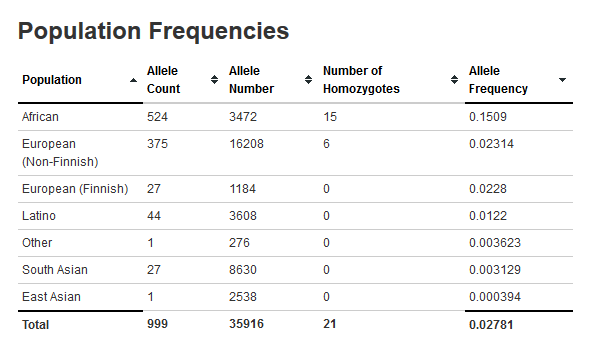 Population Frequencies
Population Allele Count Allele Number Number of Homozygotes Allele Frequency
African 524 3472 15 0.1509
European (Non-Finnish) 375 16208 6 0.02314
European (Finnish) 27 1184 0 0.0228
Latino 44 3608 0 0.0122
Other 1 276 0 0.003623
South Asian 27 8630 0 0.003129
East Asian 1 2538 0 0.000394
Total 999 35916 21 0.02781